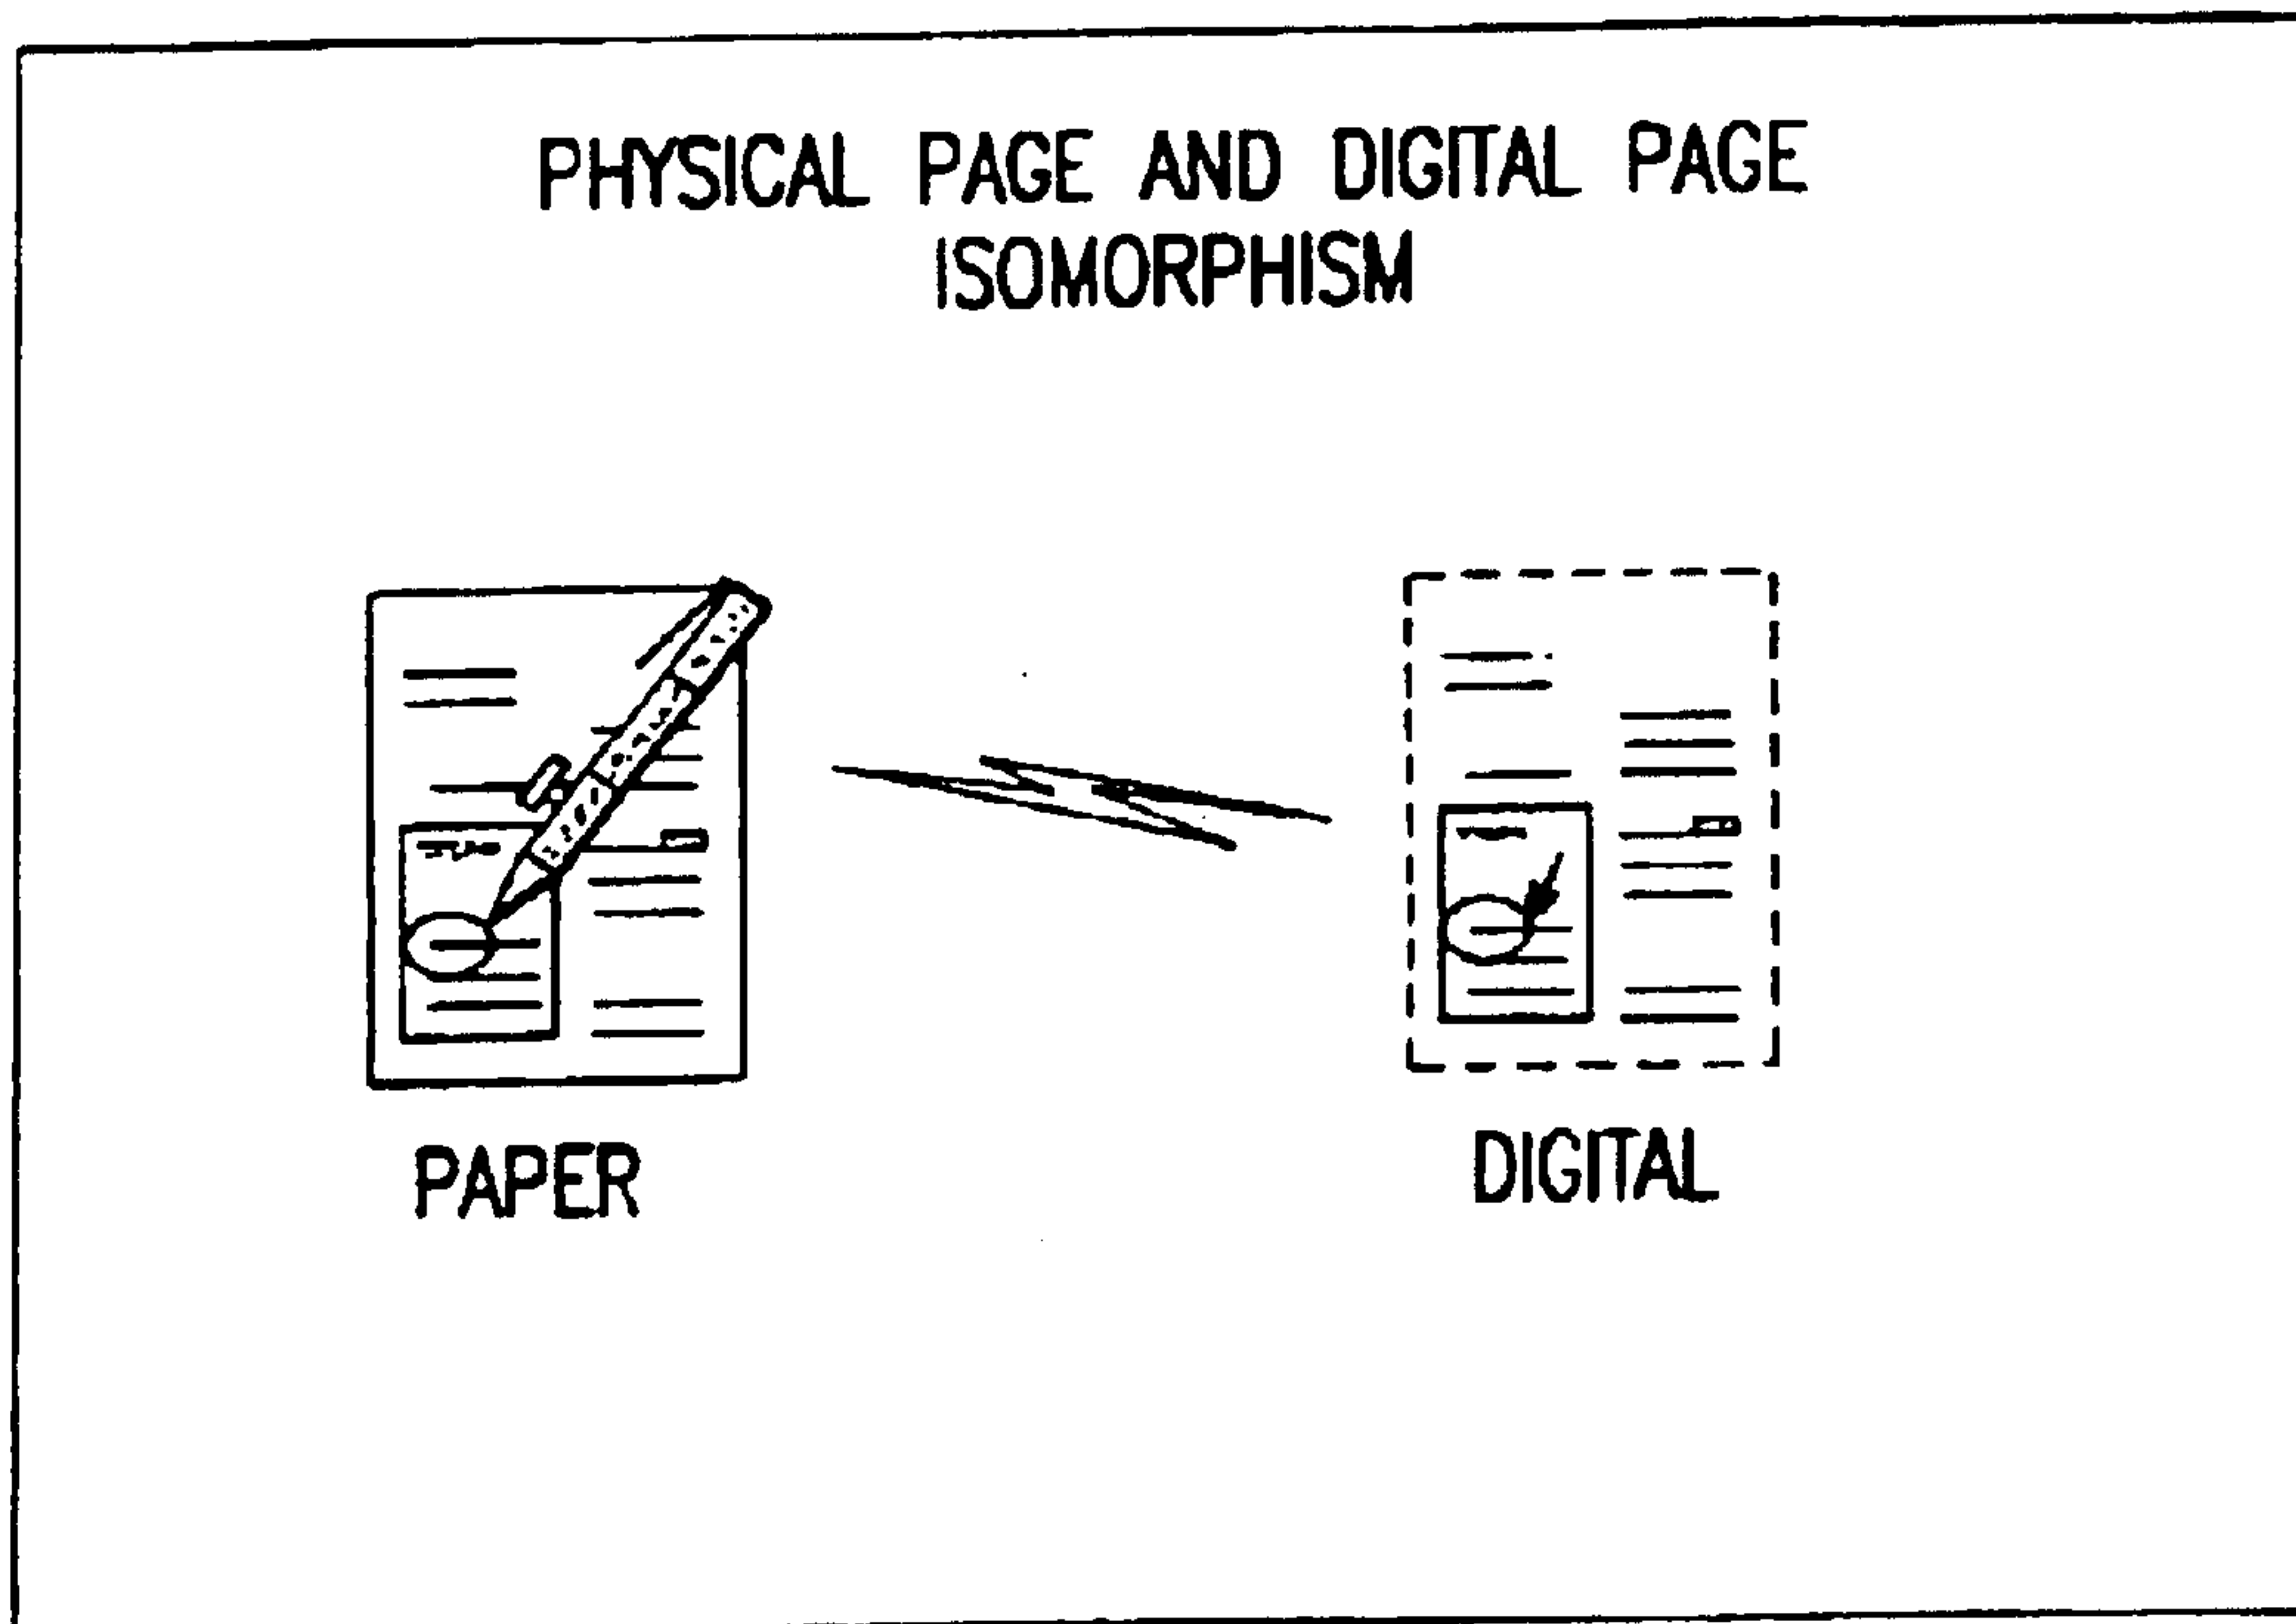 PHYSICAL PAGE AND DIGITAL PAGE
ISOMORPHISM
PAPER
DIGITAL